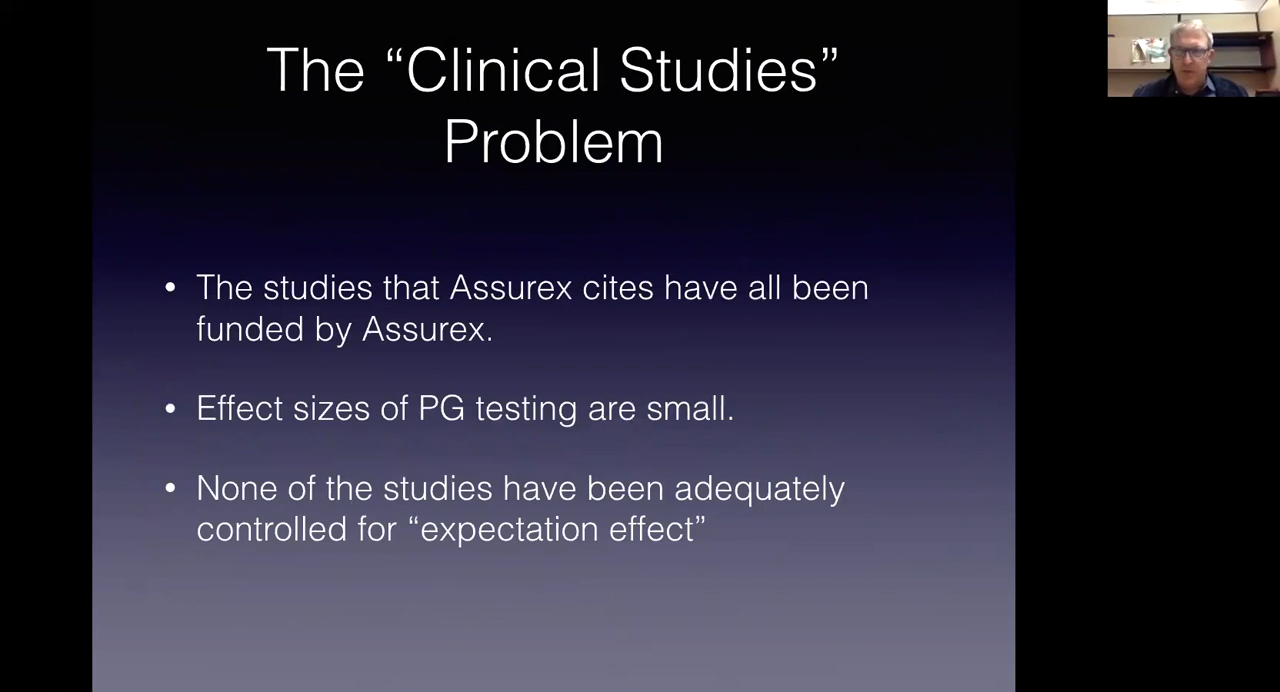 The “Clinical Studies”
Problem
• The studies that Assurex cites have all been
funded by Assurex.
• Effect sizes of PG testing are small.
• None of the studies have been adequately
controlled for “expectation effect”